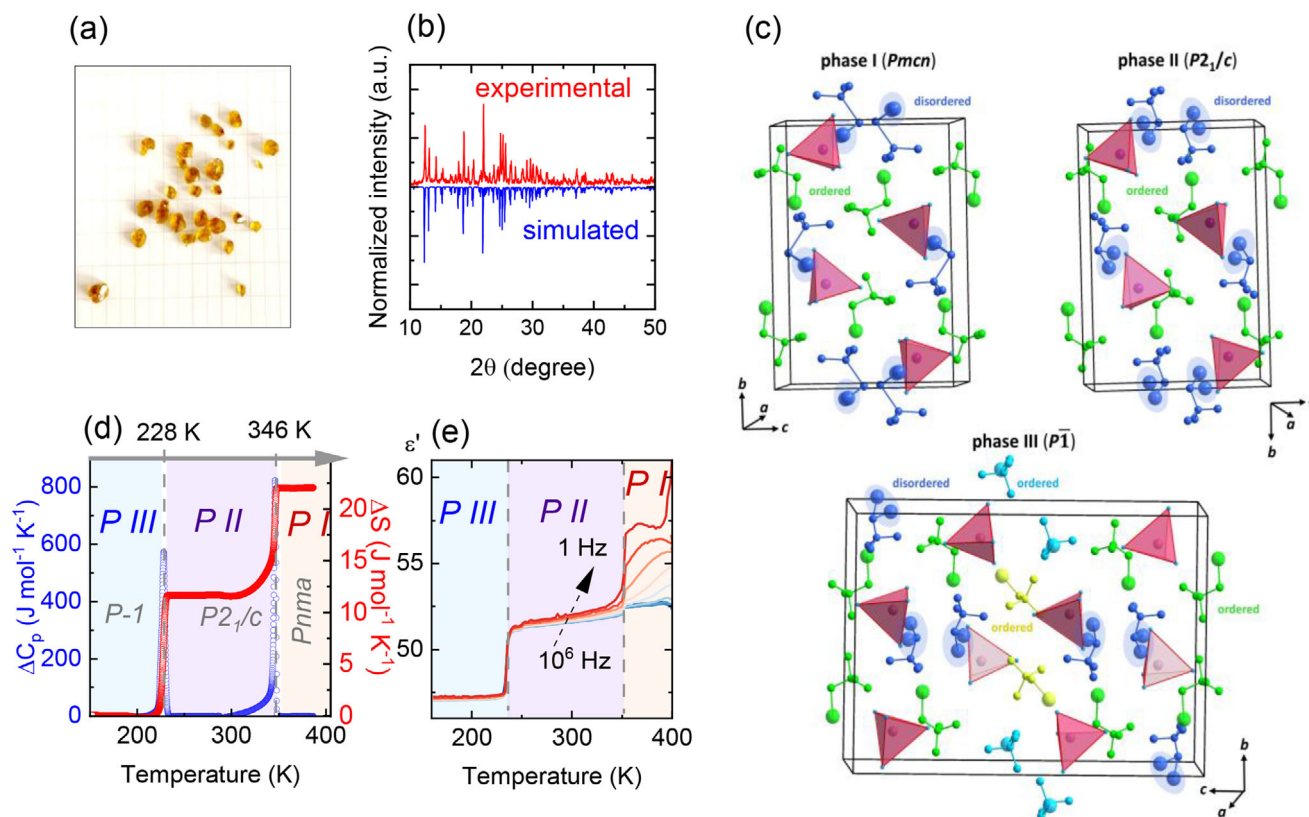 (a)
(b)
Normalized intensity (a.u.)
experimental
simulated
10 20 30 40 50
2θ (degree)
(c)
phase I (Pmcn)
disordered
ordered
b
a
c
phase II (P2₁/c)
disordered
a
b
phase III (P1̅)
disordered
ordered
ordered
ordered
b
c
a
(d)
228 K 346 K
ΔCp (J mol⁻¹ K⁻¹)
800
600
400
200
0
P III P II P I
P-1 P2₁/c Pnma
20
15
10
5
0
ΔS (J mol⁻¹ K⁻¹)
200 300 400
Temperature (K)
(e)
ε'
60
55
50
P III P II P I
1 Hz
10⁶ Hz
200 300 400
Temperature (K)